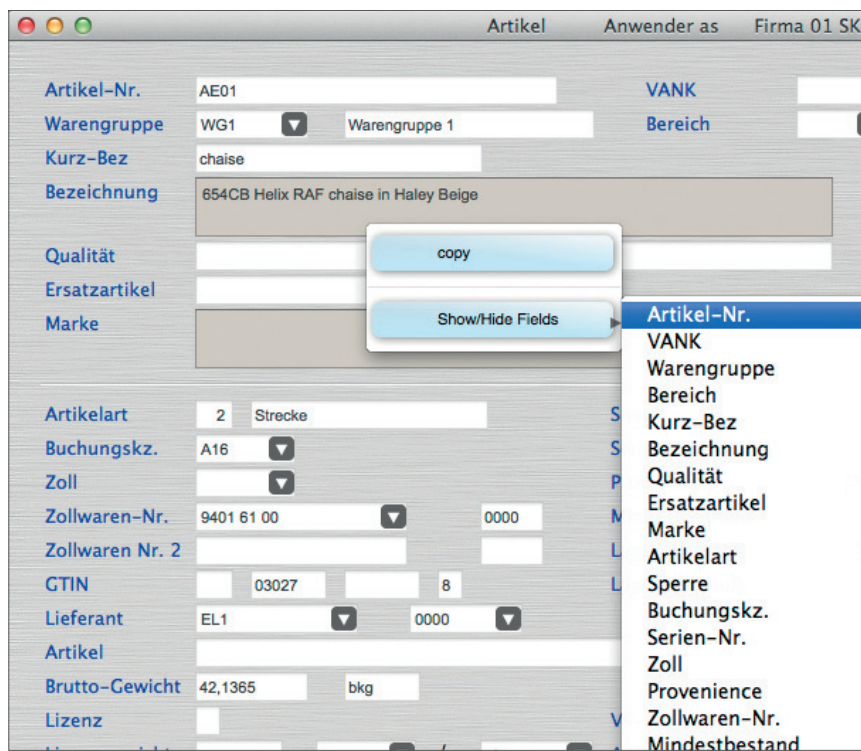 Artikel Anwender as Firma 01 SK
Artikel-Nr. AE01 VANK
Warengruppe WG1 Warengruppe 1 Bereich
Kurz-Bez chaise
Bezeichnung 654CB Helix RAF chaise in Haley Beige
copy
Qualität
Ersatzartikel
Show/Hide Fields
Marke
Artikel-Nr.
VANK
Warengruppe
Bereich
Kurz-Bez
Bezeichnung
Qualität
Ersatzartikel
Marke
Artikelart
Sperre
Buchungskz.
Serien-Nr.
Zoll
Provenience
Zollwaren-Nr.
Mindestbestand
Artikelart 2 Strecke S
Buchungskz. A16 S
Zoll P
Zollwaren-Nr. 9401 61 00 0000 M
Zollwaren Nr. 2 L
GTIN 03027 8 L
Lieferant EL1 0000
Artikel
Brutto-Gewicht 42,1365 bkg
Lizenz V